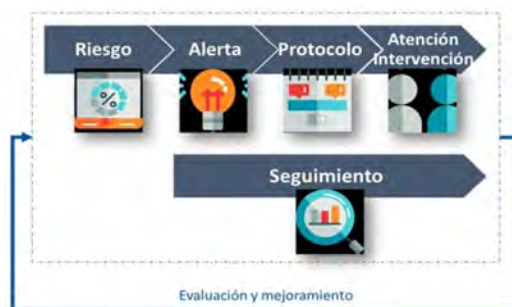 Riesgo
Alerta
Protocolo
Atención
Intervención
%
Seguimiento
Evaluación y mejoramiento